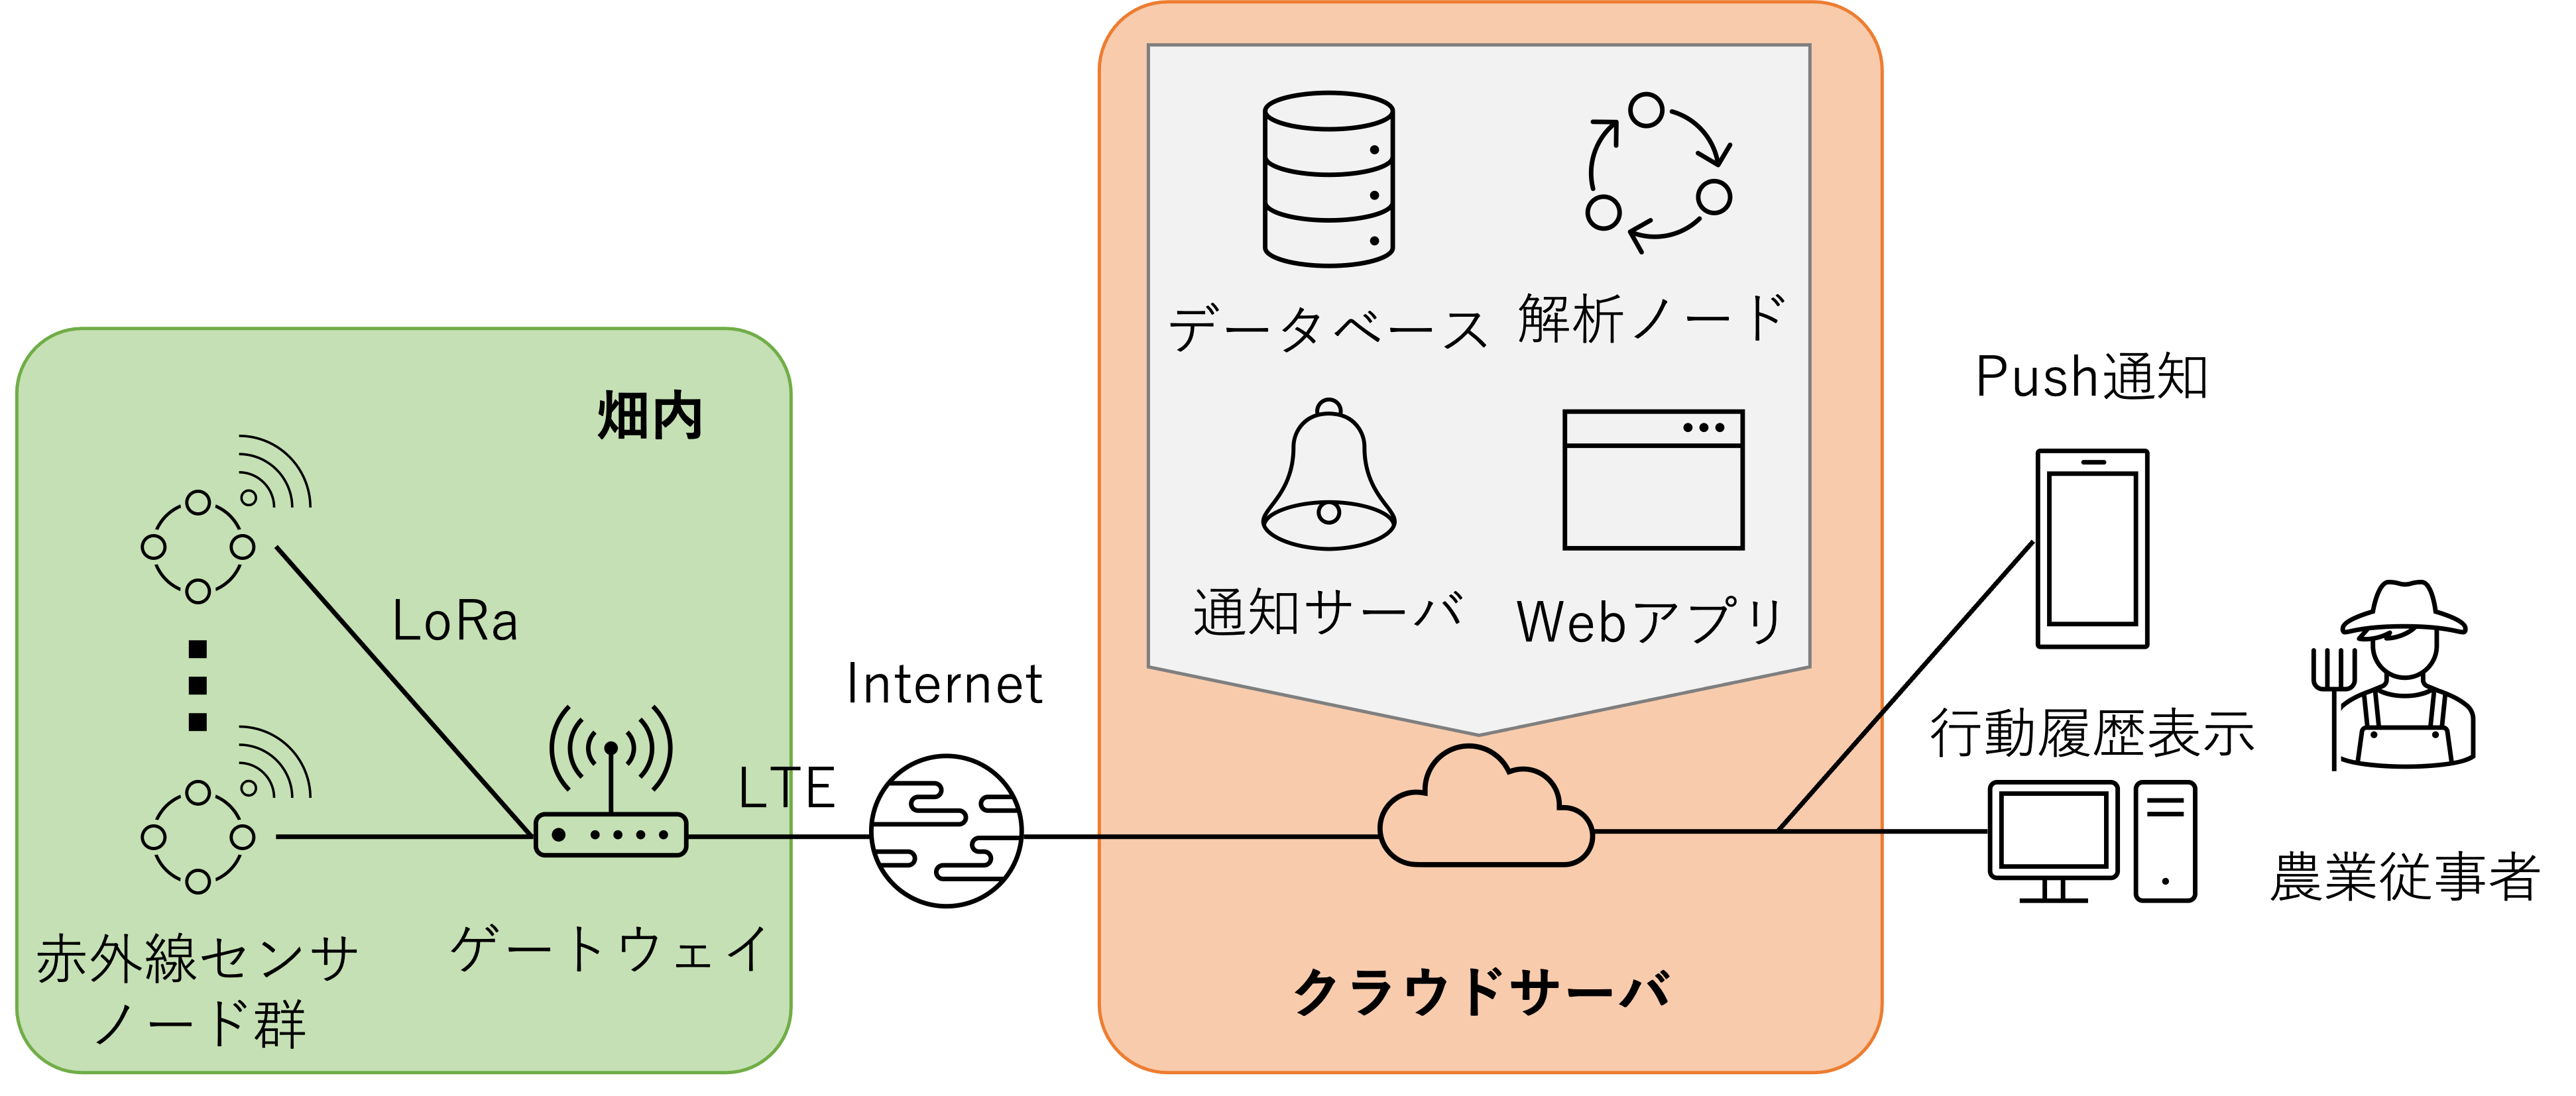 畑内
LoRa
赤外線センサ
ノード群
ゲートウェイ
LTE
Internet
データベース
解析ノード
通知サーバ
Webアプリ
クラウドサーバ
Push通知
行動履歴表示
農業従事者